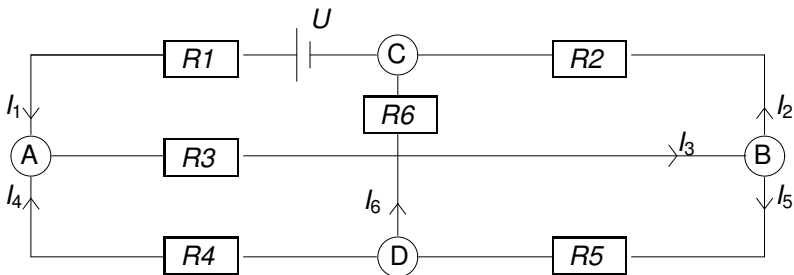 U
R1 C R2
I₁ R6 I₂
A R3 I₃ B
I₄ I₆ I₅
R4 D R5